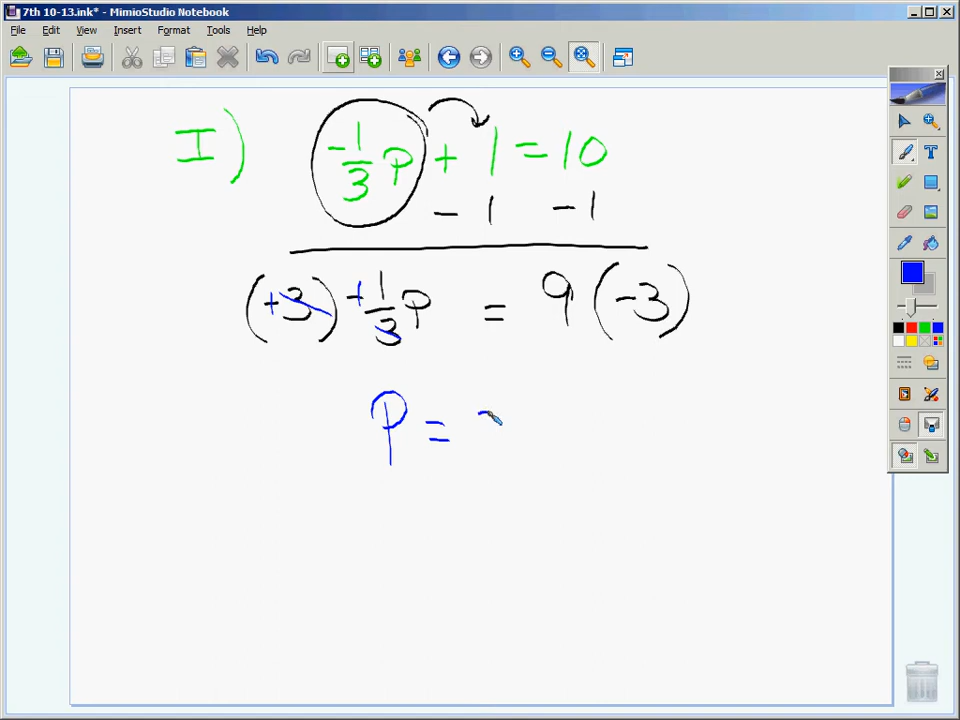 7th 10-13.ink* - MimioStudio Notebook
File Edit View Insert Format Tools Help
I) -1/3 p + 1 = 10
- 1 - 1
(+3) +1/3 p = 9 (-3)
P =